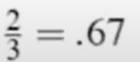 2/3 = .67